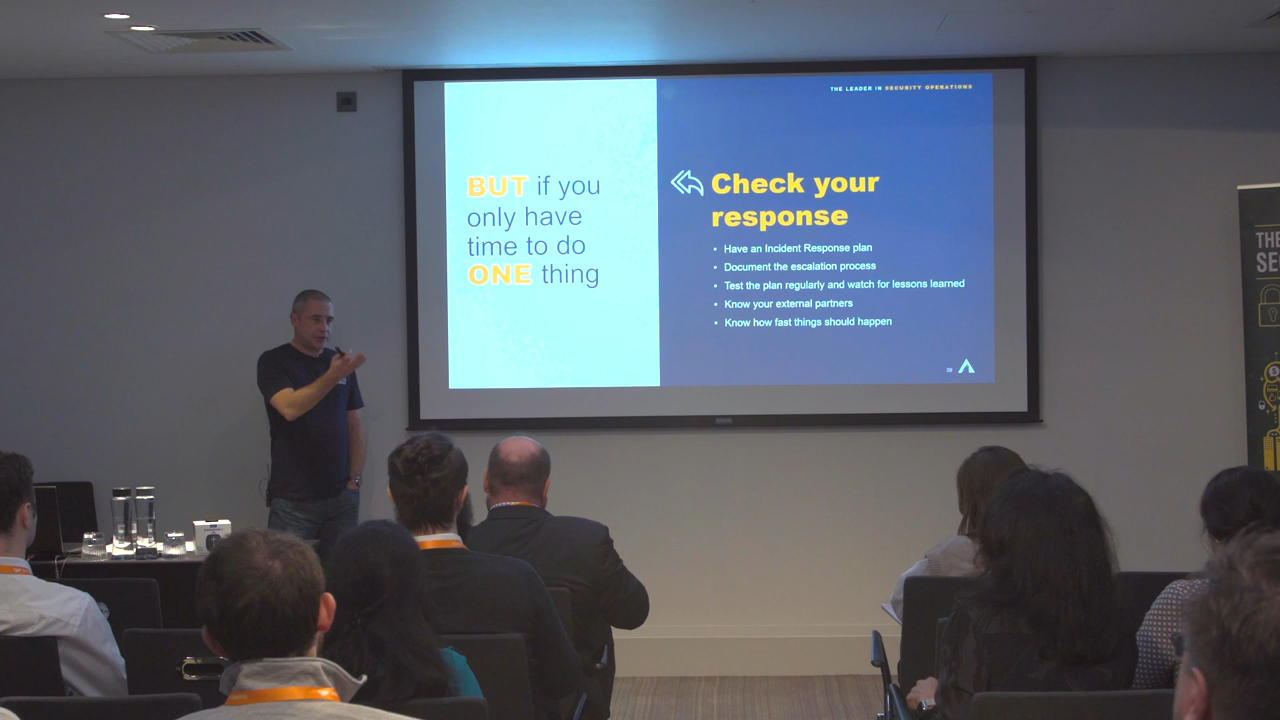 THE LEADER IN SECURITY OPERATIONS
BUT if you
only have
time to do
ONE thing
Check your
response
• Have an Incident Response plan
• Document the escalation process
• Test the plan regularly and watch for lessons learned
• Know your external partners
• Know how fast things should happen
THE
SE